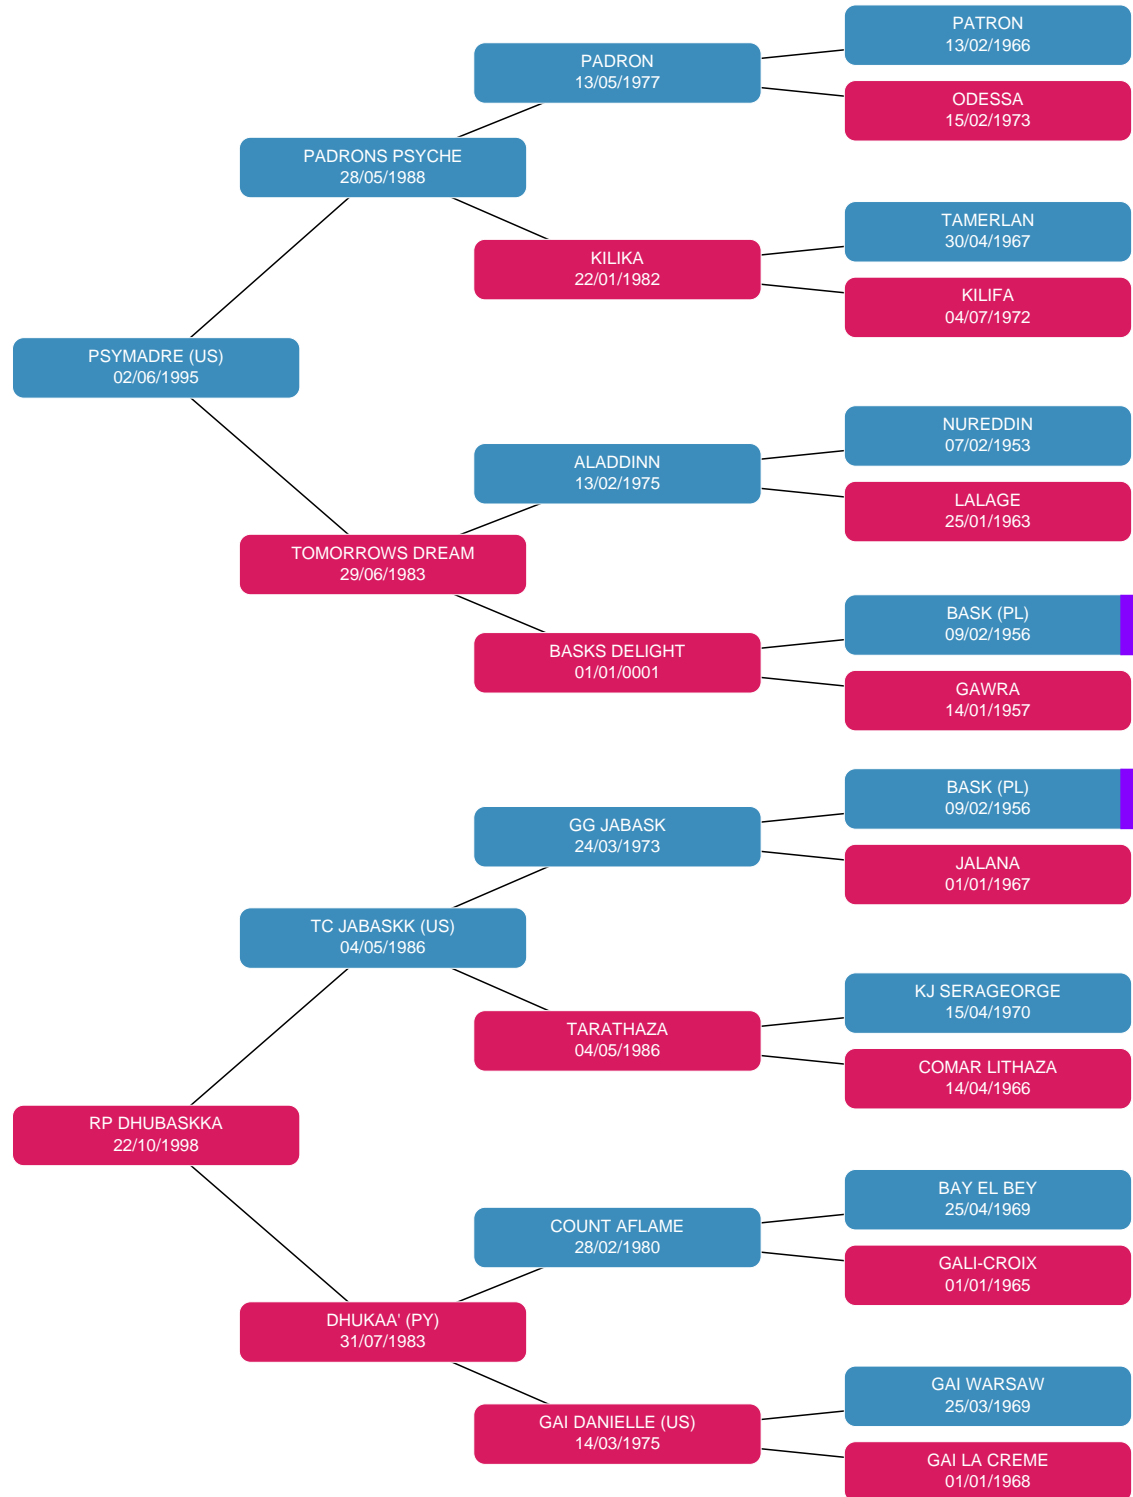 PATRON
13/02/1966
PADRON
13/05/1977
ODESSA
15/02/1973
PADRONS PSYCHE
28/05/1988
TAMERLAN
30/04/1967
KILIKA
22/01/1982
KILIFA
04/07/1972
PSYMADRE (US)
02/06/1995
NUREDDIN
07/02/1953
ALADDINN
13/02/1975
LALAGE
25/01/1963
TOMORROWS DREAM
29/06/1983
BASK (PL)
09/02/1956
BASKS DELIGHT
01/01/0001
GAWRA
14/01/1957
BASK (PL)
09/02/1956
GG JABASK
24/03/1973
JALANA
01/01/1967
TC JABASKK (US)
04/05/1986
KJ SERAGEORGE
15/04/1970
TARATHAZA
04/05/1986
COMAR LITHAZA
14/04/1966
RP DHUBASKKA
22/10/1998
BAY EL BEY
25/04/1969
COUNT AFLAME
28/02/1980
GALI-CROIX
01/01/1965
DHUKAA' (PY)
31/07/1983
GAI WARSAW
25/03/1969
GAI DANIELLE (US)
14/03/1975
GAI LA CREME
01/01/1968